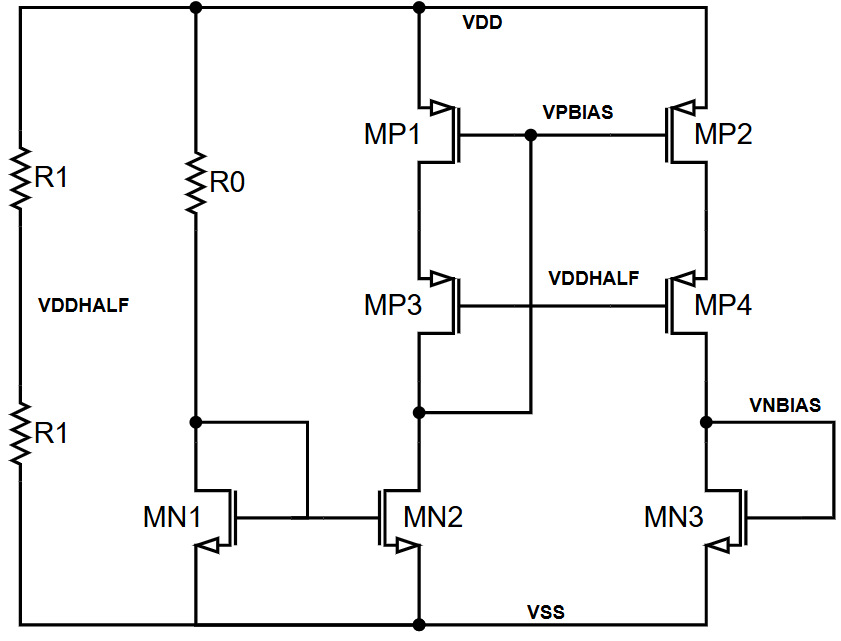 VDD
VPBIAS
MP1
MP2
R1
R0
VDDHALF
VDDHALF
MP3
MP4
VNBIAS
R1
MN1
MN2
MN3
VSS